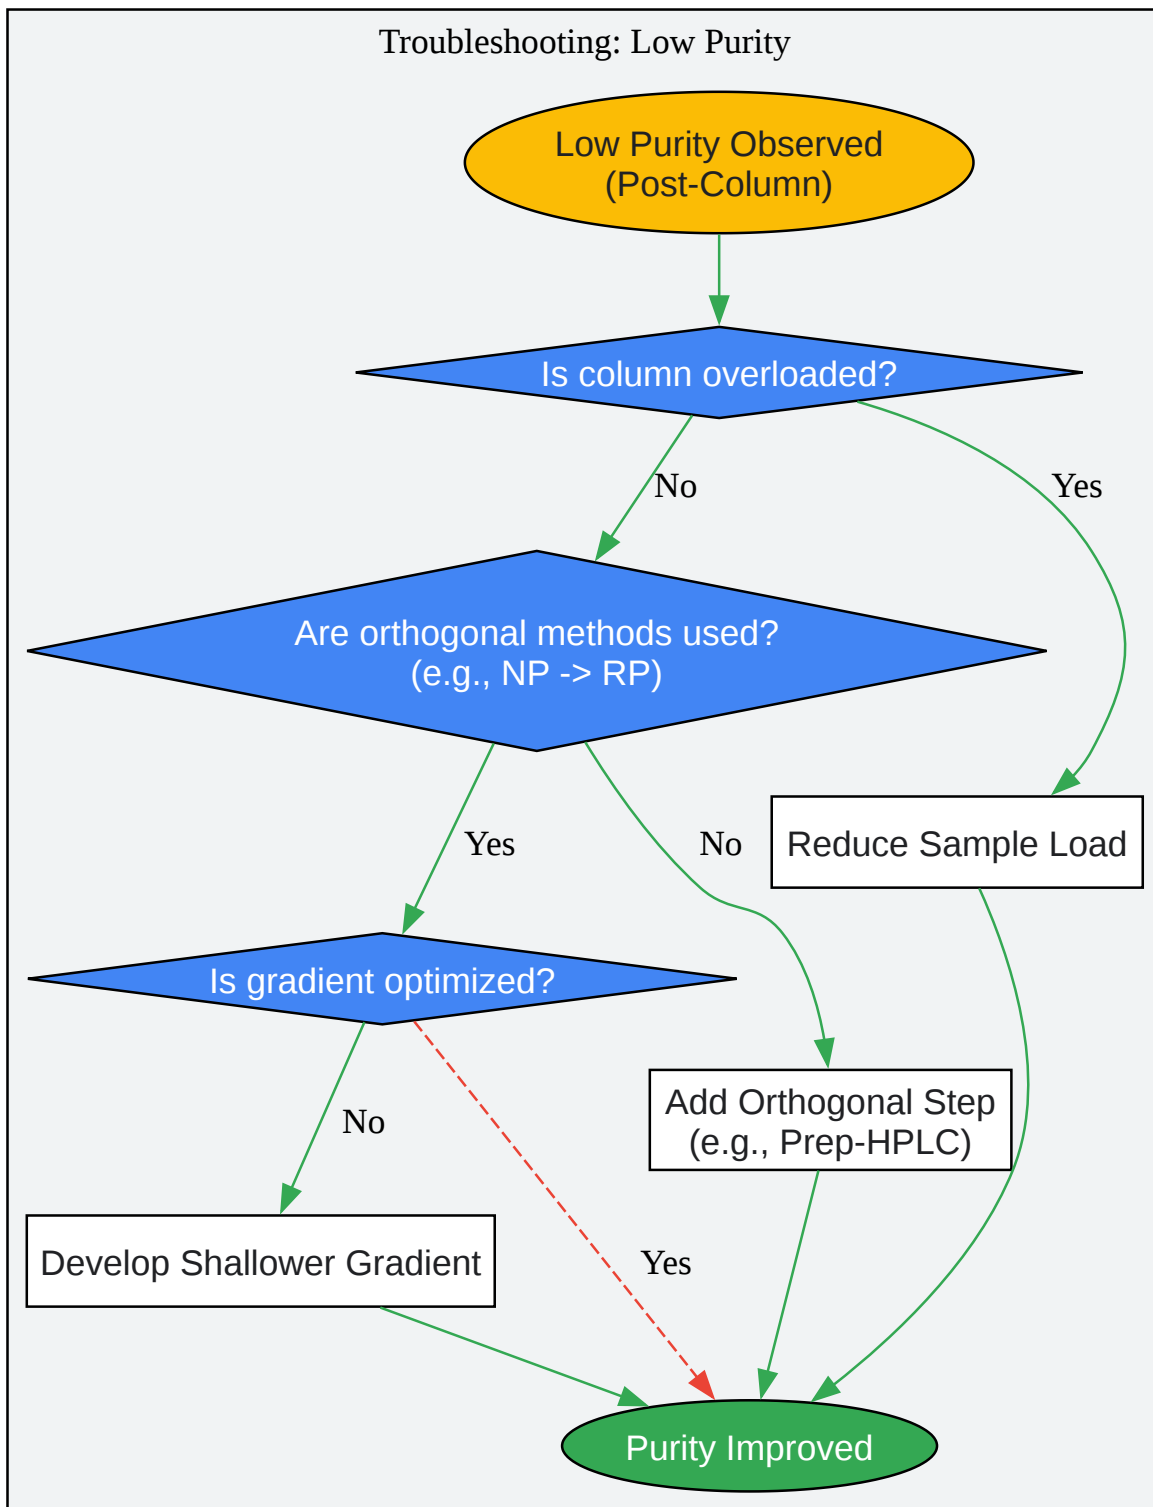 Troubleshooting: Low Purity
Low Purity Observed
(Post-Column)
Is column overloaded?
No
Yes
Are orthogonal methods used?
(e.g., NP -> RP)
Yes
No
Reduce Sample Load
Is gradient optimized?
No
Add Orthogonal Step
(e.g., Prep-HPLC)
Develop Shallower Gradient
Yes
Purity Improved